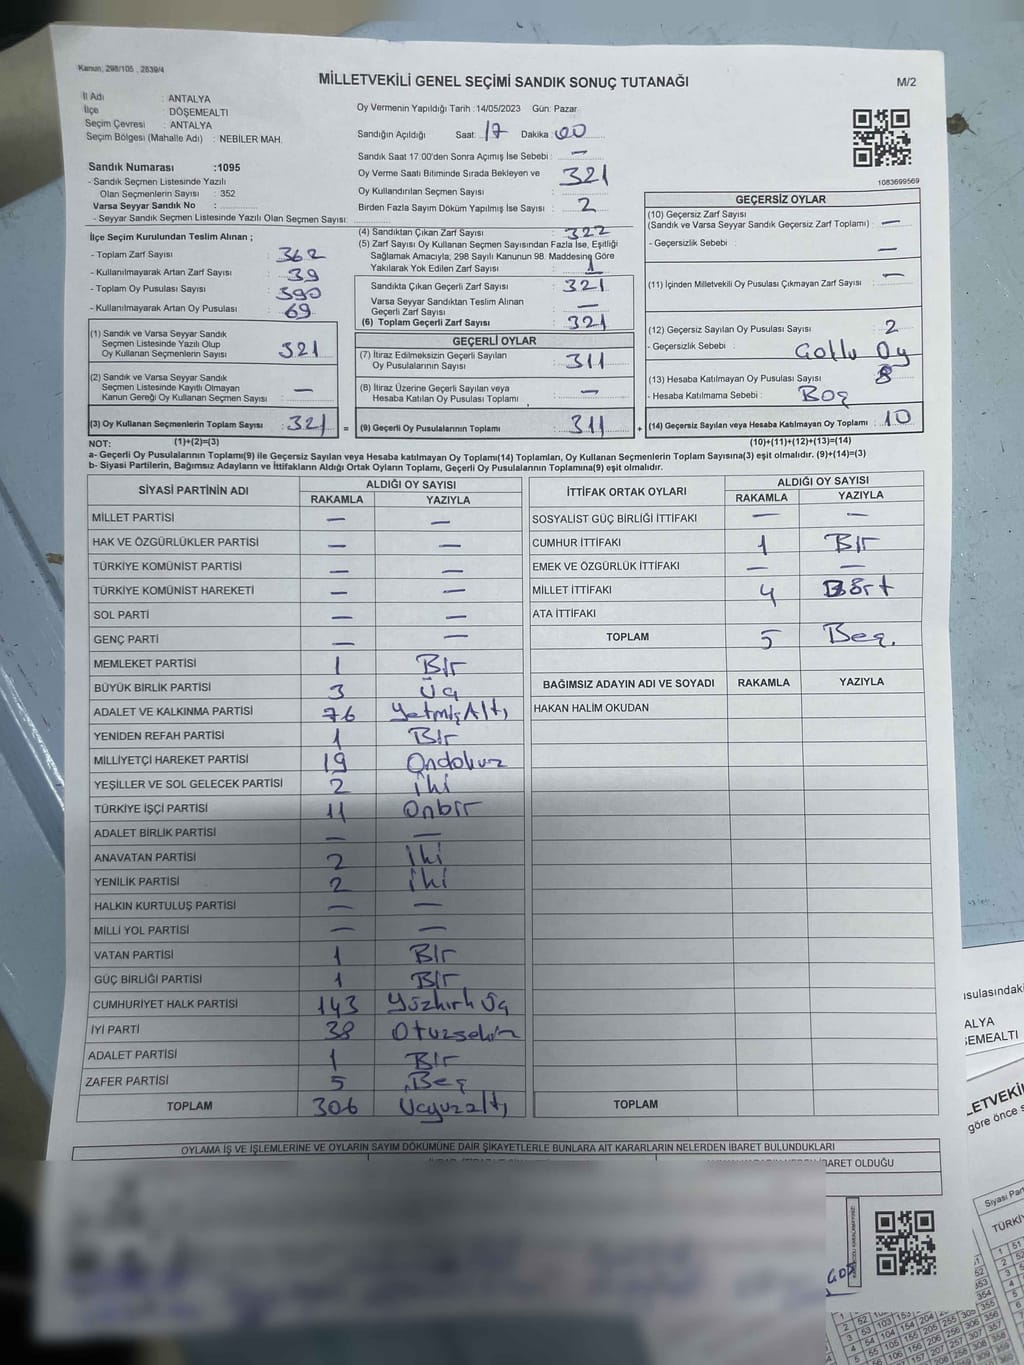 Kanun: 298/105 , 2839/4
MİLLETVEKİLİ GENEL SEÇİMİ SANDIK SONUÇ TUTANAĞI
M/2
İl Adı : ANTALYA
İlçe : DÖŞEMEALTI
Seçim Çevresi : ANTALYA
Seçim Bölgesi (Mahalle Adı) : NEBİLER MAH.
Sandık Numarası :1095
- Sandık Seçmen Listesinde Yazılı
Olan Seçmenlerin Sayısı : 352
Varsa Seyyar Sandık No :
- Seyyar Sandık Seçmen Listesinde Yazılı Olan Seçmen Sayısı:
Oy Vermenin Yapıldığı Tarih :14/05/2023 Gün: Pazar
Sandığın Açıldığı Saat: 17 Dakika: 00
Sandık Saat 17:00'den Sonra Açımış İse Sebebi : —
Oy Verme Saati Bitiminde Sırada Bekleyen ve 321
Oy Kullandırılan Seçmen Sayısı :
Birden Fazla Sayım Döküm Yapılmış İse Sayısı : 2
1083699569
İlçe Seçim Kurulundan Teslim Alınan ;
- Toplam Zarf Sayısı : 362
- Kullanılmayarak Artan Zarf Sayısı : 39
- Toplam Oy Pusulası Sayısı : 390
- Kullanılmayarak Artan Oy Pusulası : 69
(4) Sandıktan Çıkan Zarf Sayısı : 322
(5) Zarf Sayısı Oy Kullanan Seçmen Sayısından Fazla İse, Eşitliği
Sağlamak Amacıyla, 298 Sayılı Kanunun 98. Maddesine Göre
Yakılarak Yok Edilen Zarf Sayısı : 1
Sandıkta Çıkan Geçerli Zarf Sayısı : 321
Varsa Seyyar Sandıktan Teslim Alınan
Geçerli Zarf Sayısı : —
(6) Toplam Geçerli Zarf Sayısı : 321
GEÇERSİZ OYLAR
(10) Geçersiz Zarf Sayısı
(Sandık ve Varsa Seyyar Sandık Geçersiz Zarf Toplamı) : —
- Geçersizlik Sebebi : —
(11) İçinden Milletvekili Oy Pusulası Çıkmayan Zarf Sayısı : —
(12) Geçersiz Sayılan Oy Pusulası Sayısı : 2
- Geçersizlik Sebebi : Gollu Oy
(13) Hesaba Katılmayan Oy Pusulası Sayısı : 8
- Hesaba Katılmama Sebebi : Boş
(14) Geçersiz Sayılan veya Hesaba Katılmayan Oy Toplamı : 10
(1) Sandık ve Varsa Seyyar Sandık
Seçmen Listesinde Yazılı Olup
Oy Kullanan Seçmenlerin Sayısı : 321
(2) Sandık ve Varsa Seyyar Sandık
Seçmen Listesinde Kayıtlı Olmayan
Kanun Gereği Oy Kullanan Seçmen Sayısı : —
(3) Oy Kullanan Seçmenlerin Toplam Sayısı : 321 =
GEÇERLİ OYLAR
(7) İtiraz Edilmeksizin Geçerli Sayılan
Oy Pusulalarının Sayısı : 311
(8) İtiraz Üzerine Geçerli Sayılan veya
Hesaba Katılan Oy Pusulası Toplamı : —
(9) Geçerli Oy Pusulalarının Toplamı : 311 +
NOT: (1)+(2)=(3) (10)+(11)+(12)+(13)=(14)
a- Geçerli Oy Pusulalarının Toplamı(9) ile Geçersiz Sayılan veya Hesaba katılmayan Oy Toplamı(14) Toplamları, Oy Kullanan Seçmenlerin Toplam Sayısına(3) eşit olmalıdır. (9)+(14)=(3)
b- Siyasi Partilerin, Bağımsız Adayların ve İttifakların Aldığı Ortak Oyların Toplamı, Geçerli Oy Pusulalarının Toplamına(9) eşit olmalıdır.
SİYASİ PARTİNİN ADI ALDIĞI OY SAYISI
RAKAMLA YAZIYLA
MİLLET PARTİSİ — —
HAK VE ÖZGÜRLÜKLER PARTİSİ — —
TÜRKİYE KOMÜNİST PARTİSİ — —
TÜRKİYE KOMÜNİST HAREKETİ — —
SOL PARTİ — —
GENÇ PARTİ — —
MEMLEKET PARTİSİ 1 Bir
BÜYÜK BİRLİK PARTİSİ 3 Üç
ADALET VE KALKINMA PARTİSİ 76 YetmişAltı
YENİDEN REFAH PARTİSİ 1 Bir
MİLLİYETÇİ HAREKET PARTİSİ 19 Ondokuz
YEŞİLLER VE SOL GELECEK PARTİSİ 2 iki
TÜRKİYE İŞÇİ PARTİSİ 11 Onbir
ADALET BİRLİK PARTİSİ — —
ANAVATAN PARTİSİ 2 iki
YENİLİK PARTİSİ 2 iki
HALKIN KURTULUŞ PARTİSİ — —
MİLLİ YOL PARTİSİ — —
VATAN PARTİSİ 1 Bir
GÜÇ BİRLİĞİ PARTİSİ 1 Bir
CUMHURİYET HALK PARTİSİ 143 Yüzkırk üç
İYİ PARTİ 38 Otuzsekiz
ADALET PARTİSİ 1 Bir
ZAFER PARTİSİ 5 Beş
TOPLAM 306 Üçyüzaltı
İTTİFAK ORTAK OYLARI ALDIĞI OY SAYISI
RAKAMLA YAZIYLA
SOSYALİST GÜÇ BİRLİĞİ İTTİFAKI — —
CUMHUR İTTİFAKI 1 Bir
EMEK VE ÖZGÜRLÜK İTTİFAKI — —
MİLLET İTTİFAKI 4 Dört
ATA İTTİFAKI
TOPLAM 5 Beş.
BAĞIMSIZ ADAYIN ADI VE SOYADI RAKAMLA YAZIYLA
HAKAN HALİM OKUDAN
TOPLAM
OYLAMA İŞ VE İŞLEMLERİNE VE OYLARIN SAYIM DÖKÜMÜNE DAİR ŞİKAYETLERLE BUNLARA AİT KARARLARIN NELERDEN İBARET BULUNDUKLARI
İBARET OLDUĞU
usulasındaki
ALYA
ŞEMEALTI
LETVEKİL
göre önce s
Siyasi Par
TÜRKİY